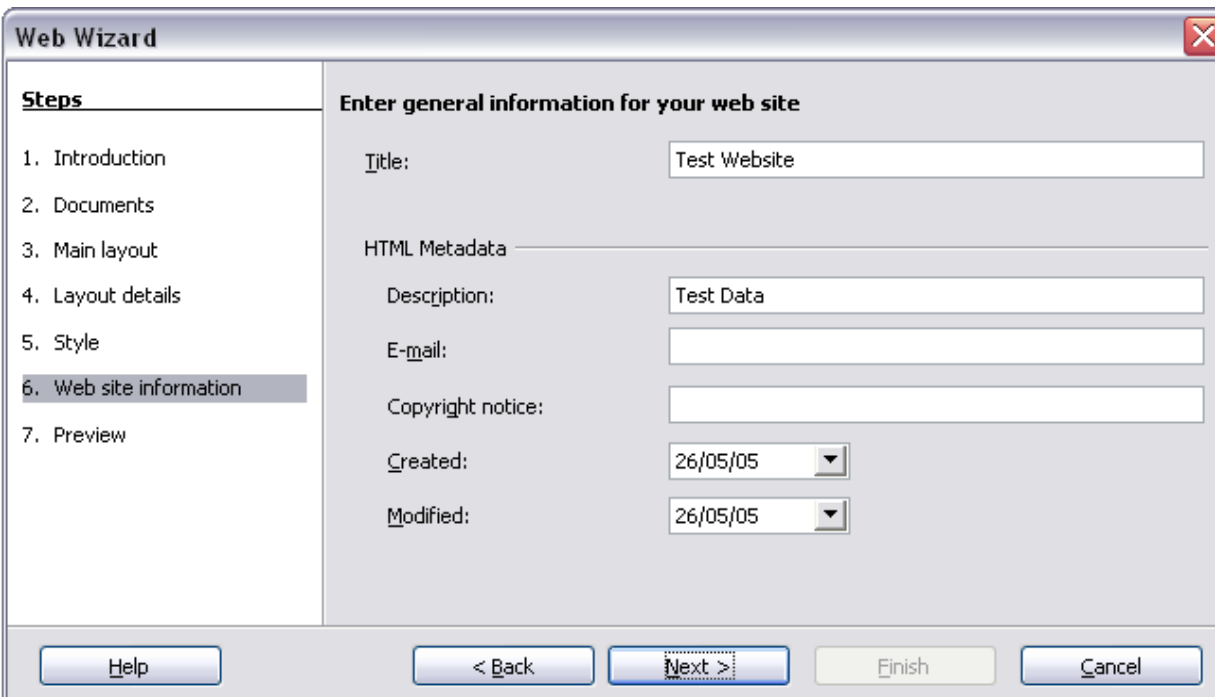 Web Wizard
Steps
1. Introduction
2. Documents
3. Main layout
4. Layout details
5. Style
6. Web site information
7. Preview
Enter general information for your web site
Title: Test Website
HTML Metadata
Description: Test Data
E-mail:
Copyright notice:
Created: 26/05/05
Modified: 26/05/05
Help < Back Next > Finish Cancel